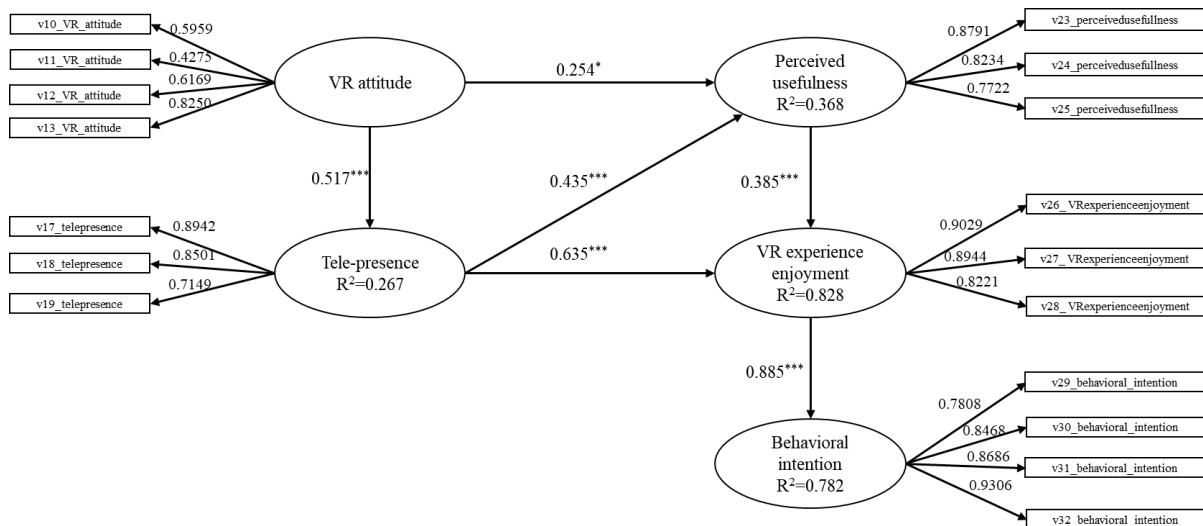 v10_VR_attitude
v11_VR_attitude
v12_VR_attitude
v13_VR_attitude
0.5959
0.4275
0.6169
0.8250
VR attitude
0.254*
Perceived
usefulness
R²=0.368
0.8791
0.8234
0.7722
v23_perceivedusefullness
v24_perceivedusefullness
v25_perceivedusefullness
0.517***
0.435***
0.385***
v17_telepresence
v18_telepresence
v19_telepresence
0.8942
0.8501
0.7149
Tele-presence
R²=0.267
0.635***
VR experience
enjoyment
R²=0.828
0.9029
0.8944
0.8221
v26_ VRexperienceenjoyment
v27_VRexperienceenjoyment
v28_ VRexperienceenjoyment
0.885***
Behavioral
intention
R²=0.782
0.7808
0.8468
0.8686
0.9306
v29_behavioral_intention
v30_behavioral_intention
v31_behavioral_intention
v32_behavioral_intention